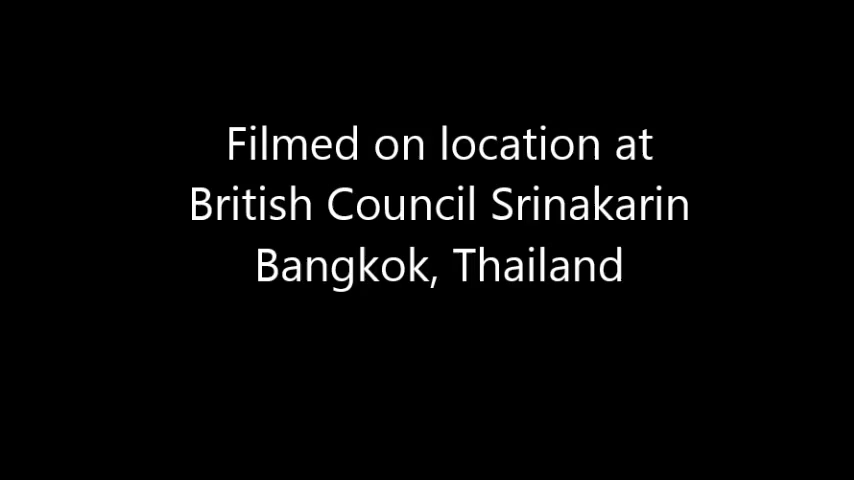 Filmed on location at
British Council Srinakarin
Bangkok, Thailand